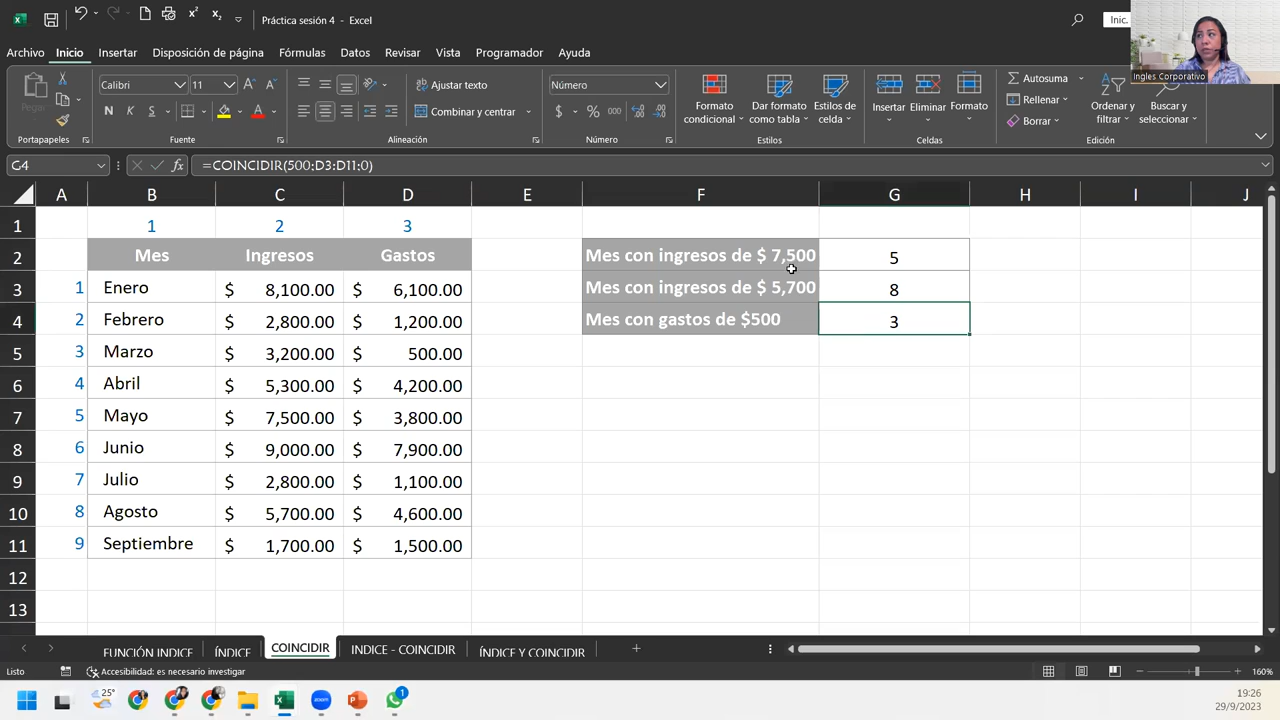 Práctica sesión 4 - Excel
Inic.
Ingles Corporativo
Archivo Inicio Insertar Disposición de página Fórmulas Datos Revisar Vista Programador Ayuda
Pegar
Calibri 11
N K S
Ajustar texto
Combinar y centrar
Número
$ % 000
Formato condicional
Dar formato como tabla
Estilos de celda
Insertar
Eliminar
Formato
Autosuma
Rellenar
Borrar
Ordenar y filtrar
Buscar y seleccionar
Portapapeles Fuente Alineación Número Estilos Celdas Edición
G4 fx =COINCIDIR(500;D3:D11;0)
A B C D E F G H I J
1 1 2 3
2 Mes Ingresos Gastos Mes con ingresos de $ 7,500 5
3 1 Enero $ 8,100.00 $ 6,100.00 Mes con ingresos de $ 5,700 8
4 2 Febrero $ 2,800.00 $ 1,200.00 Mes con gastos de $500 3
5 3 Marzo $ 3,200.00 $ 500.00
6 4 Abril $ 5,300.00 $ 4,200.00
7 5 Mayo $ 7,500.00 $ 3,800.00
8 6 Junio $ 9,000.00 $ 7,900.00
9 7 Julio $ 2,800.00 $ 1,100.00
10 8 Agosto $ 5,700.00 $ 4,600.00
11 9 Septiembre $ 1,700.00 $ 1,500.00
12
13
FUNCIÓN INDICE ÍNDICE COINCIDIR INDICE - COINCIDIR ÍNDICE Y COINCIDIR
Listo Accesibilidad: es necesario investigar 160%
25°
1
19:26
29/9/2023